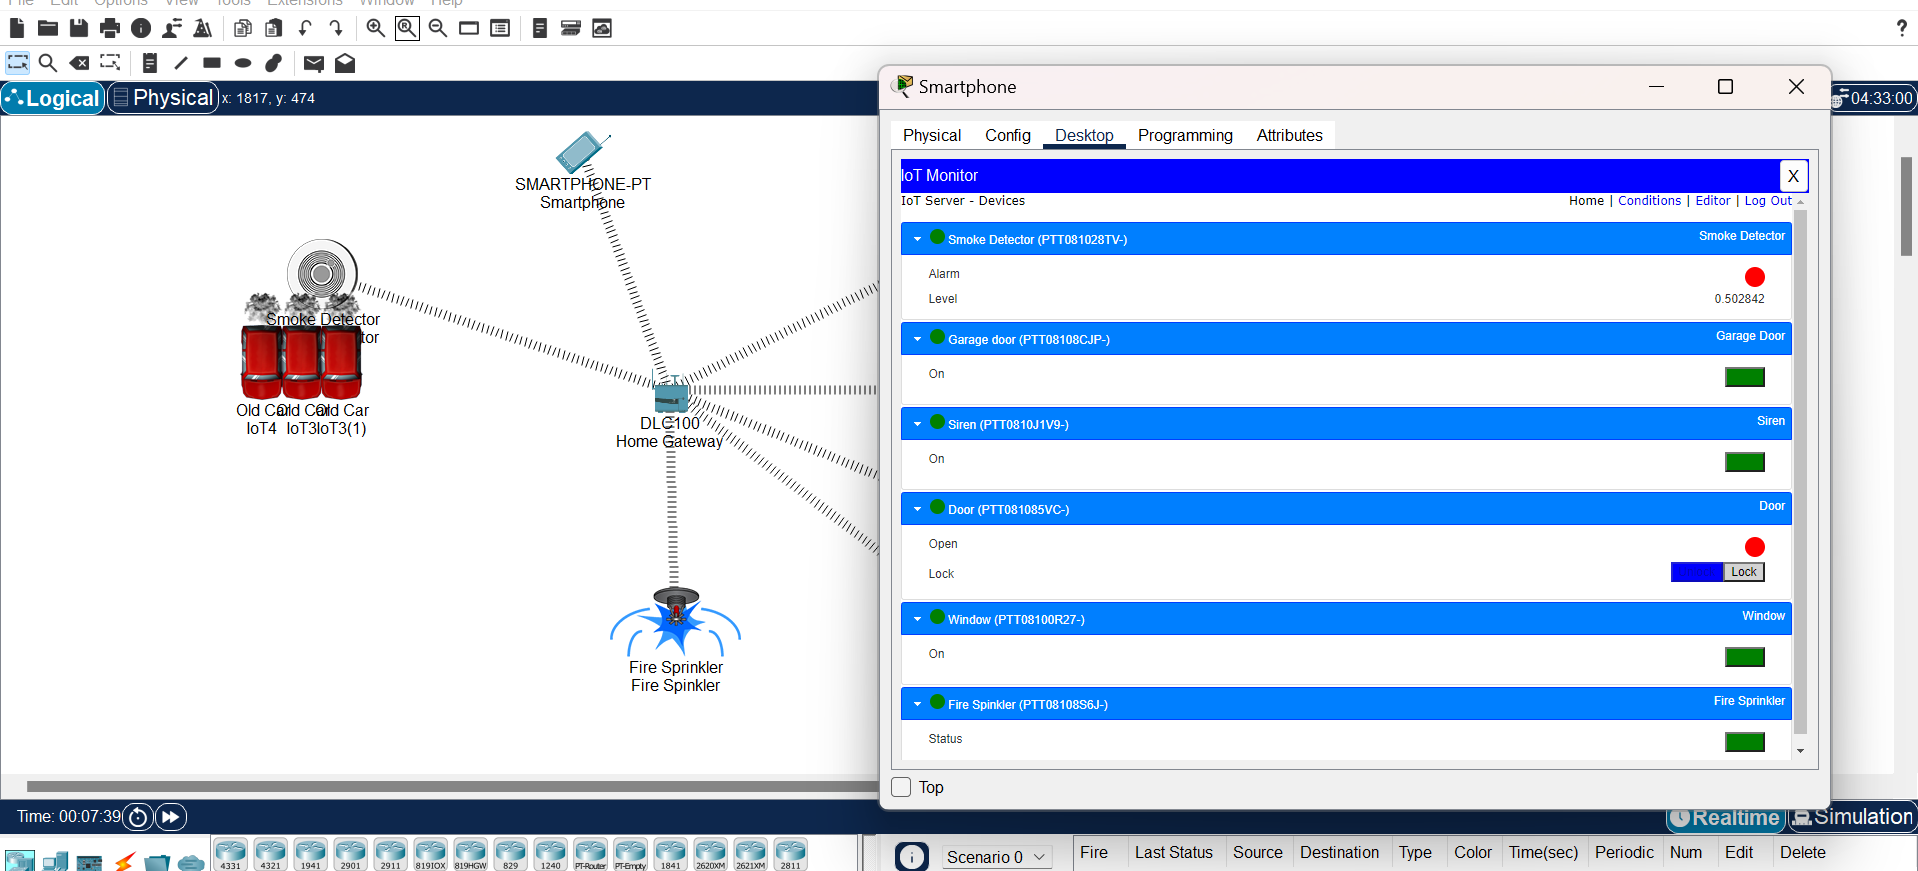 File Edit Options View Tools Extensions Window Help
Logical Physical x: 1817, y: 474
04:33:00
SMARTPHONE-PT
Smartphone
Smoke Detector
tor
Old Car Old Car Old Car
IoT4 IoT3 IoT3(1)
DLC100
Home Gateway
Fire Sprinkler
Fire Spinkler
Smartphone
Physical Config Desktop Programming Attributes
IoT Monitor X
IoT Server - Devices Home | Conditions | Editor | Log Out
Smoke Detector (PTT081028TV-) Smoke Detector
Alarm
Level 0.502842
Garage door (PTT08108CJP-) Garage Door
On
Siren (PTT0810J1V9-) Siren
On
Door (PTT081085VC-) Door
Open
Lock Lock
Window (PTT08100R27-) Window
On
Fire Spinkler (PTT08108S6J-) Fire Sprinkler
Status
Top
Time: 00:07:39
Realtime Simulation
4331 4321 1941 2901 2911 819IOX 819HGW 829 1240 PT-Router PT-Empty 1841 2620XM 2621XM 2811
Scenario 0
Fire Last Status Source Destination Type Color Time(sec) Periodic Num Edit Delete